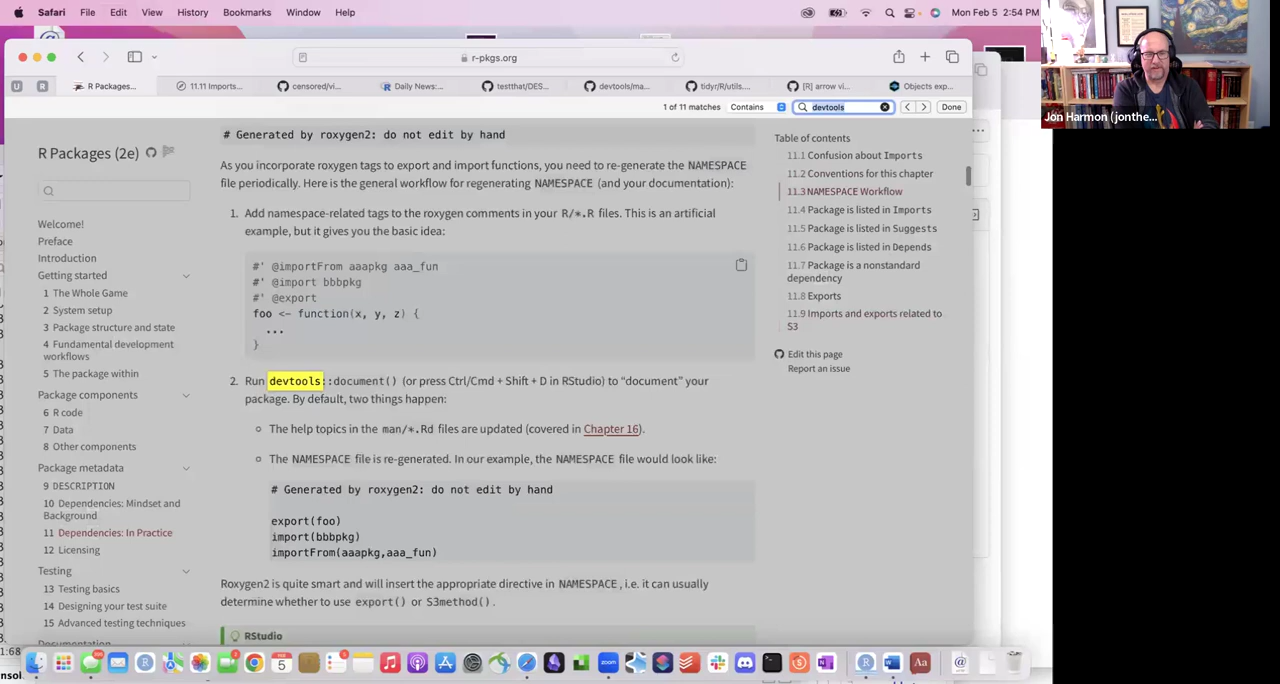 Safari File Edit View History Bookmarks Window Help
Mon Feb 5 2:54 PM
r-pkgs.org
R Packages...
11.11 Imports...
censored/vi...
Daily News:...
testthat/DES...
devtools/ma...
tidyr/R/utils....
[R] arrow vi...
Objects exp...
1 of 11 matches Contains devtools Done
Jon Harmon (jonthe...
R Packages (2e)
Welcome!
Preface
Introduction
Getting started
1 The Whole Game
2 System setup
3 Package structure and state
4 Fundamental development
workflows
5 The package within
Package components
6 R code
7 Data
8 Other components
Package metadata
9 DESCRIPTION
10 Dependencies: Mindset and
Background
11 Dependencies: In Practice
12 Licensing
Testing
13 Testing basics
14 Designing your test suite
15 Advanced testing techniques
Documentation
# Generated by roxygen2: do not edit by hand
As you incorporate roxygen tags to export and import functions, you need to re-generate the NAMESPACE
file periodically. Here is the general workflow for regenerating NAMESPACE (and your documentation):
1. Add namespace-related tags to the roxygen comments in your R/*.R files. This is an artificial
example, but it gives you the basic idea:
#' @importFrom aaapkg aaa_fun
#' @import bbbpkg
#' @export
foo <- function(x, y, z) {
...
}
2. Run devtools::document() (or press Ctrl/Cmd + Shift + D in RStudio) to “document” your
package. By default, two things happen:
The help topics in the man/*.Rd files are updated (covered in Chapter 16).
The NAMESPACE file is re-generated. In our example, the NAMESPACE file would look like:
# Generated by roxygen2: do not edit by hand
export(foo)
import(bbbpkg)
importFrom(aaapkg,aaa_fun)
Roxygen2 is quite smart and will insert the appropriate directive in NAMESPACE, i.e. it can usually
determine whether to use export() or S3method().
RStudio
Table of contents
11.1 Confusion about Imports
11.2 Conventions for this chapter
11.3 NAMESPACE Workflow
11.4 Package is listed in Imports
11.5 Package is listed in Suggests
11.6 Package is listed in Depends
11.7 Package is a nonstandard
dependency
11.8 Exports
11.9 Imports and exports related to
S3
Edit this page
Report an issue